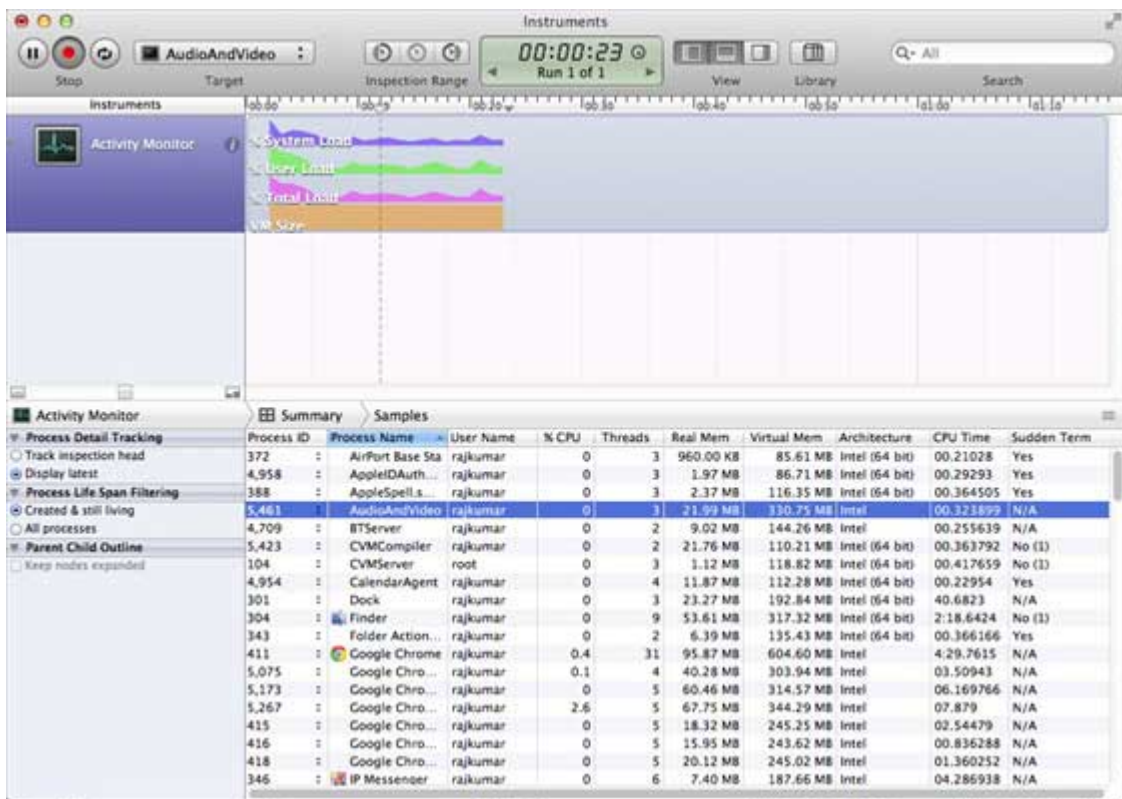 Instruments
AudioAndVideo
00:00:23
Run 1 of 1
Q- All
Stop
Target
Inspection Range
View
Library
Search
Instruments
00:00
00:20
00:30
00:40
00:50
01:00
01:10
Activity Monitor
% System Load
% User Load
% Total Load
VM Size
Activity Monitor
Summary
Samples
Process Detail Tracking
Track inspection head
Display latest
Process Life Span Filtering
Created & still living
All processes
Parent Child Outline
Keep nodes expanded
Process ID Process Name User Name % CPU Threads Real Mem Virtual Mem Architecture CPU Time Sudden Term
372 AirPort Base Sta rajkumar 0 3 960.00 KB 85.61 MB Intel (64 bit) 00.21028 Yes
4,958 AppleIDAuth... rajkumar 0 3 1.97 MB 86.71 MB Intel (64 bit) 00.29293 Yes
388 AppleSpell.s... rajkumar 0 3 2.37 MB 116.35 MB Intel (64 bit) 00.364505 Yes
5,461 AudioAndVideo rajkumar 0 3 21.99 MB 330.75 MB Intel 00.323899 N/A
4,709 BTServer rajkumar 0 2 9.02 MB 144.26 MB Intel 00.255639 N/A
5,423 CVMCompiler rajkumar 0 2 21.76 MB 110.21 MB Intel (64 bit) 00.363792 No (1)
104 CVMServer root 0 3 1.12 MB 118.82 MB Intel (64 bit) 00.417659 No (1)
4,954 CalendarAgent rajkumar 0 4 11.87 MB 112.28 MB Intel (64 bit) 00.22954 Yes
301 Dock rajkumar 0 3 23.27 MB 192.84 MB Intel (64 bit) 40.6823 N/A
304 Finder rajkumar 0 9 53.61 MB 317.32 MB Intel (64 bit) 2:18.6424 No (1)
343 Folder Action... rajkumar 0 2 6.39 MB 135.43 MB Intel (64 bit) 00.366166 Yes
411 Google Chrome rajkumar 0.4 31 95.87 MB 604.60 MB Intel 4:29.7615 N/A
5,075 Google Chro... rajkumar 0.1 4 40.28 MB 303.94 MB Intel 03.50943 N/A
5,173 Google Chro... rajkumar 0 5 60.46 MB 314.57 MB Intel 06.169766 N/A
5,267 Google Chro... rajkumar 2.6 5 67.75 MB 344.29 MB Intel 07.879 N/A
415 Google Chro... rajkumar 0 5 18.32 MB 245.25 MB Intel 02.54479 N/A
416 Google Chro... rajkumar 0 5 15.95 MB 243.62 MB Intel 00.836288 N/A
418 Google Chro... rajkumar 0 5 20.12 MB 245.02 MB Intel 01.360252 N/A
346 IP Messenger rajkumar 0 6 7.40 MB 187.66 MB Intel 04.286938 N/A